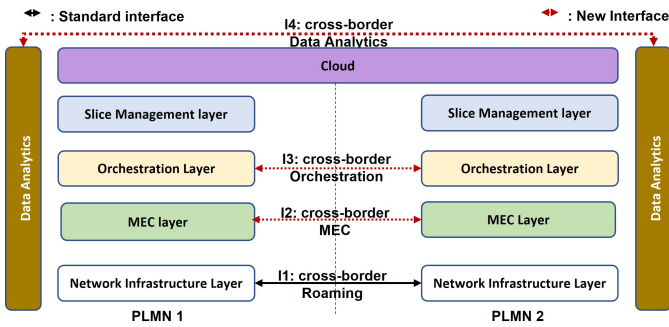 : Standard interface
I4: cross-border
: New Interface
Data Analytics
Cloud
Data Analytics
Data Analytics
Slice Management layer
Slice Management layer
Orchestration Layer
I3: cross-border
Orchestration
Orchestration Layer
MEC layer
I2: cross-border
MEC
MEC Layer
Network Infrastructure Layer
I1: cross-border
Roaming
Network Infrastructure Layer
PLMN 1
PLMN 2